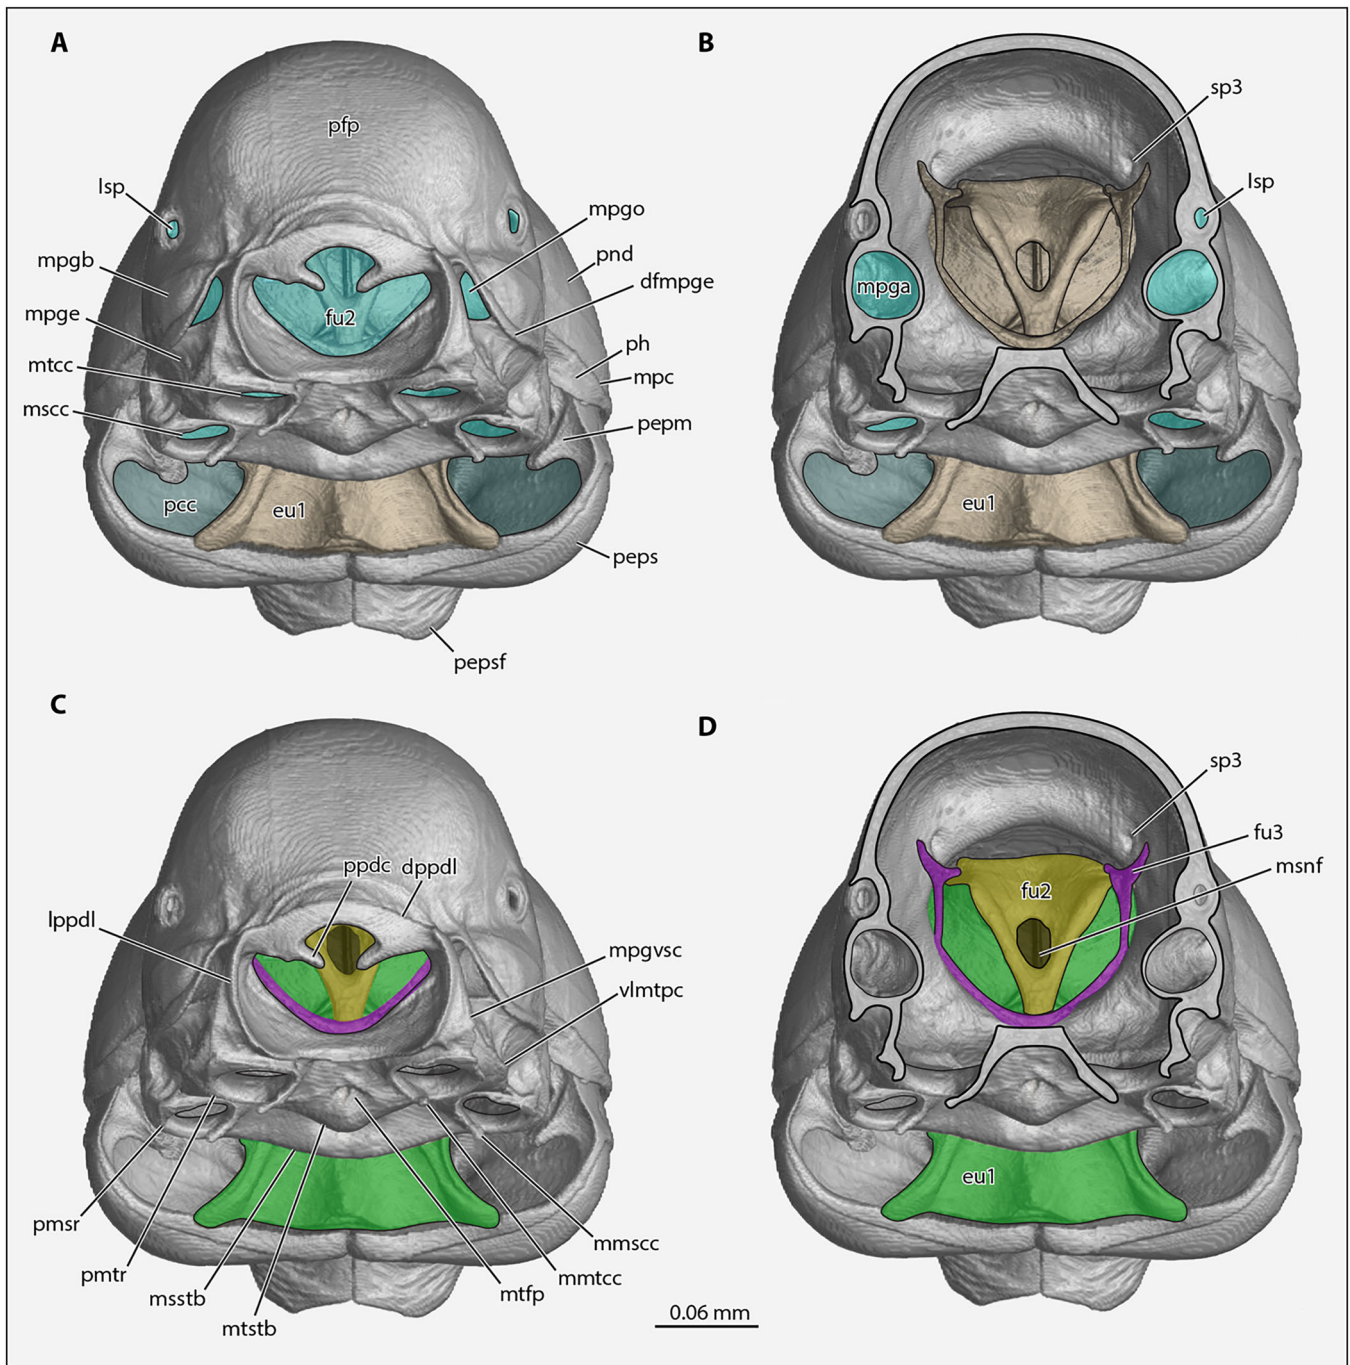 A
pfp
lsp
mpgo
mpgb
pnd
dfmpge
mpge
fu2
ph
mtcc
mpc
mscc
pepm
pcc
eu1
peps
pepsf
B
sp3
lsp
mpga
eu1
C
ppdc
dppdl
lppdl
mpgvsc
vlmtpc
pmsr
mmscc
pmtr
mmtcc
msstb
mtfp
mtstb
D
sp3
fu3
msnf
fu2
eu1
0.06 mm